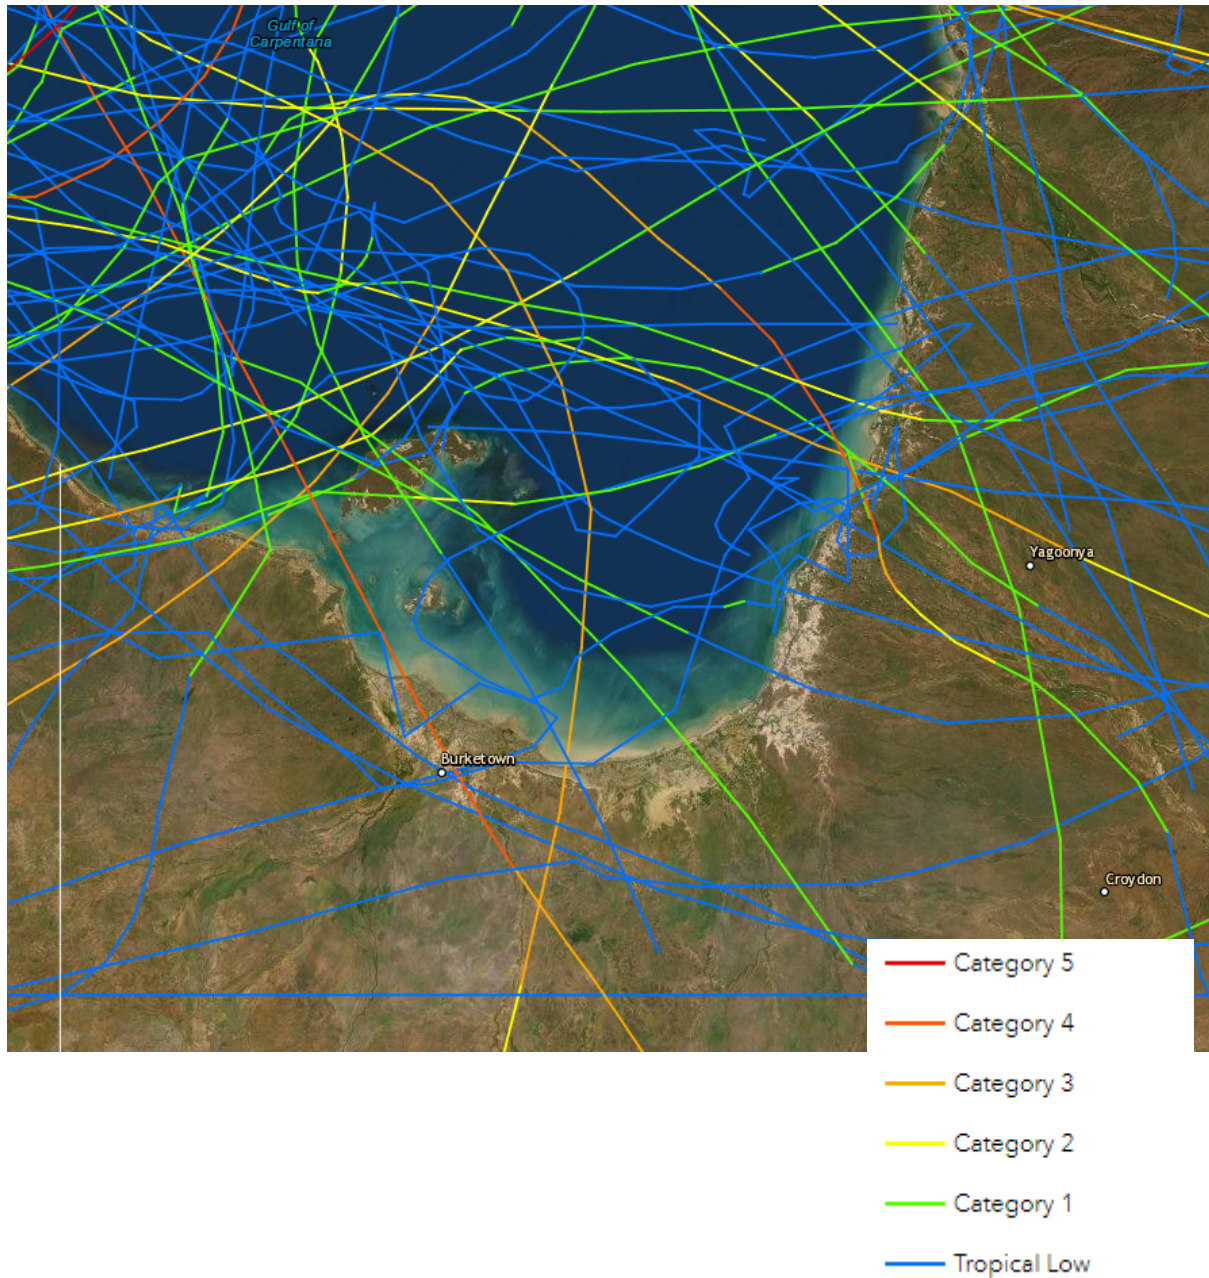 Gulf of
Carpentaria
Yagoonya
Burketown
Croydon
Category 5
Category 4
Category 3
Category 2
Category 1
Tropical Low